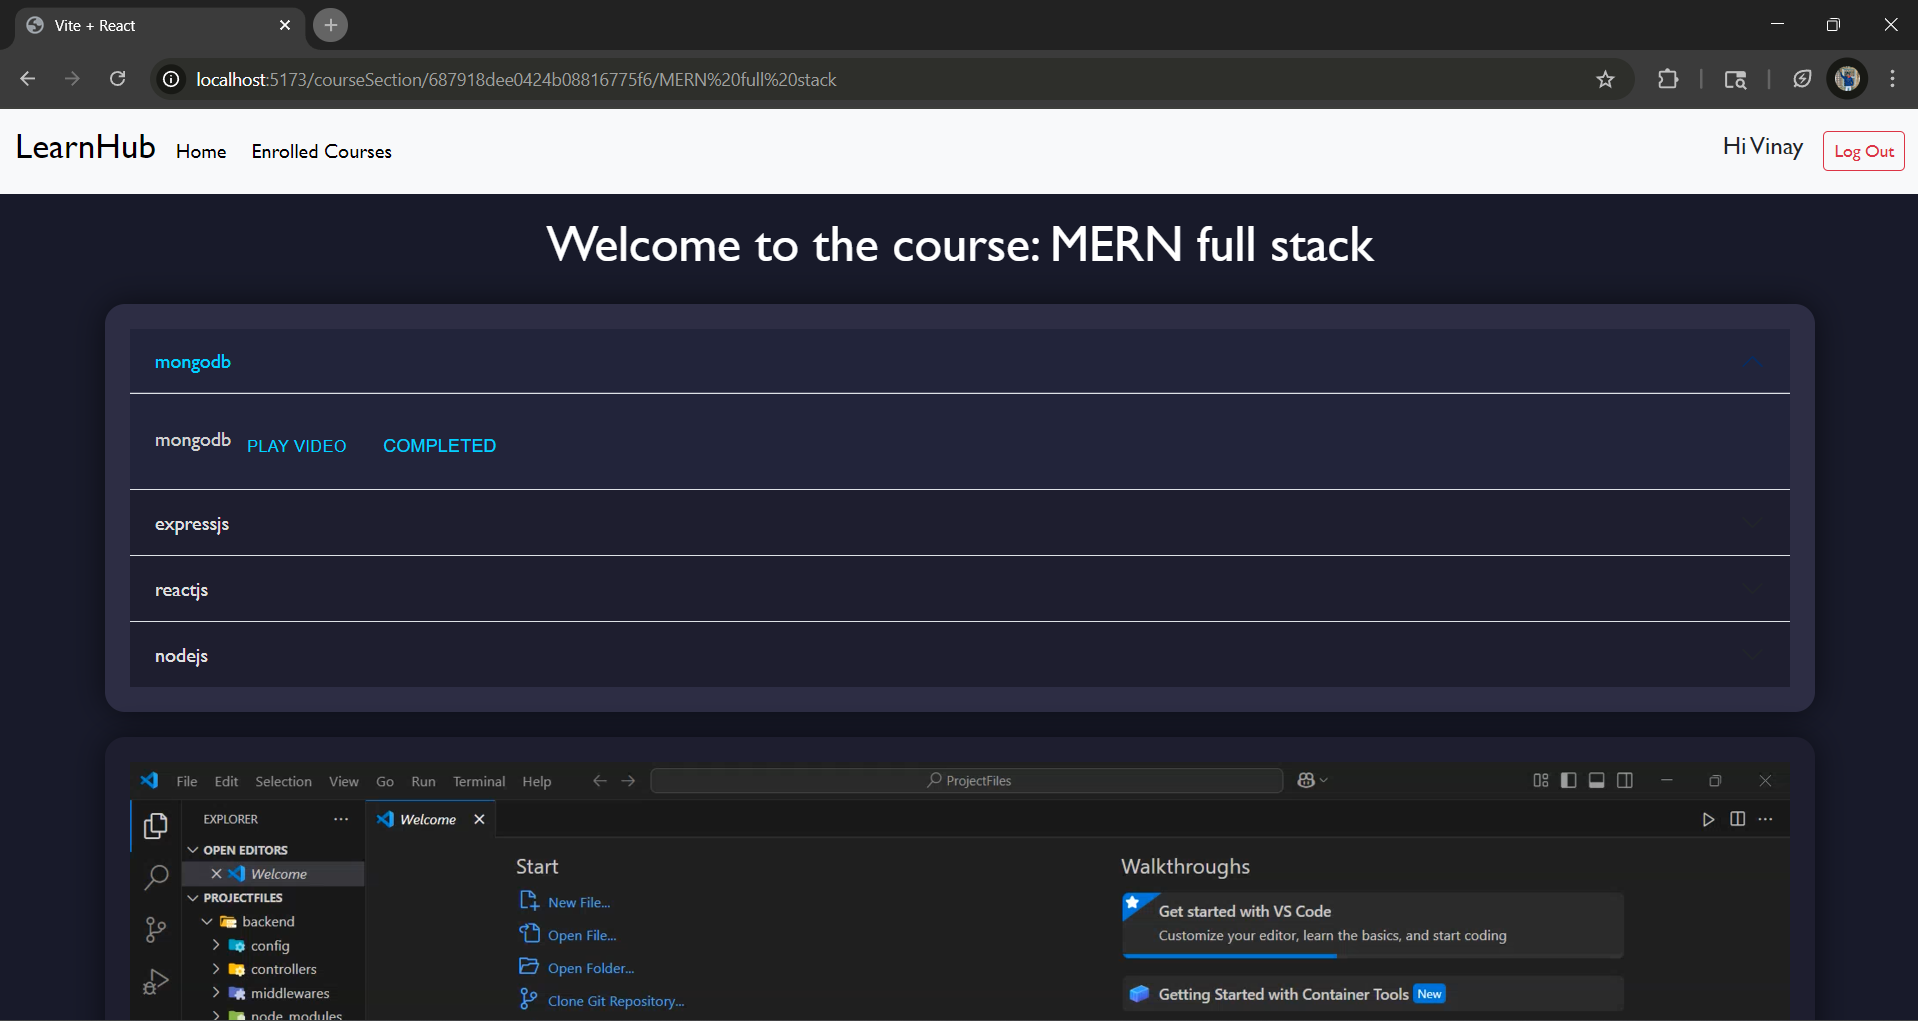 Vite + React
localhost:5173/courseSection/687918dee0424b08816775f6/MERN%20full%20stack
LearnHub Home Enrolled Courses Hi Vinay Log Out
Welcome to the course: MERN full stack
mongodb
mongodb PLAY VIDEO COMPLETED
expressjs
reactjs
nodejs
File Edit Selection View Go Run Terminal Help ProjectFiles
EXPLORER Welcome
OPEN EDITORS
Welcome
PROJECTFILES
backend
config
controllers
middlewares
node_modules
Start
New File...
Open File...
Open Folder...
Clone Git Repository...
Walkthroughs
Get started with VS Code
Customize your editor, learn the basics, and start coding
Getting Started with Container Tools New